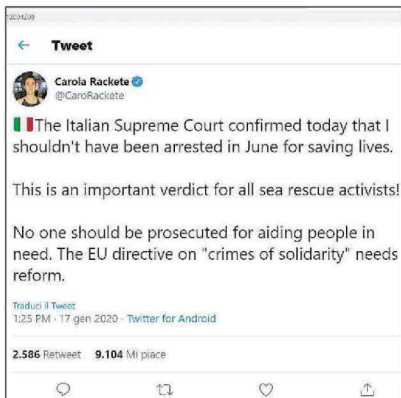 Tweet
Carola Rackete
@CaroRackete
🇮🇹The Italian Supreme Court confirmed today that I
shouldn't have been arrested in June for saving lives.
This is an important verdict for all sea rescue activists!
No one should be prosecuted for aiding people in
need. The EU directive on "crimes of solidarity" needs
reform.
Traduci il Tweet
1:25 PM · 17 gen 2020 · Twitter for Android
2.586 Retweet 9.104 Mi piace